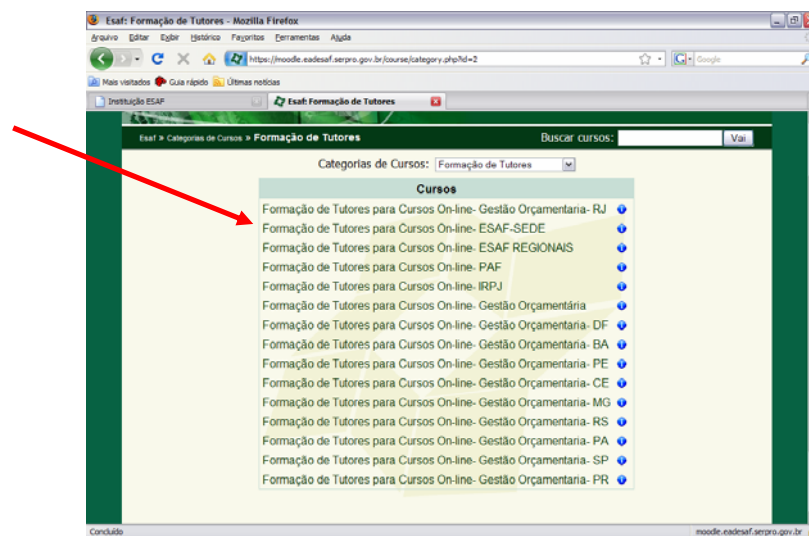 Esaf: Formação de Tutores - Mozilla Firefox
Arquivo Editar Exibir Histórico Favoritos Ferramentas Ajuda
https://moodle.eadesaf.serpro.gov.br/course/category.php?id=2
Google
Mais visitados Guia rápido Últimas notícias
Instituição ESAF
Esaf: Formação de Tutores
Esaf » Categorias de Cursos » Formação de Tutores
Buscar cursos: Vai
Categorias de Cursos: Formação de Tutores
Cursos
Formação de Tutores para Cursos On-line- Gestão Orçamentaria- RJ
Formação de Tutores para Cursos On-line- ESAF-SEDE
Formação de Tutores para Cursos On-line- ESAF REGIONAIS
Formação de Tutores para Cursos On-line- PAF
Formação de Tutores para Cursos On-line- IRPJ
Formação de Tutores para Cursos On-line- Gestão Orçamentária
Formação de Tutores para Cursos On-line- Gestão Orçamentaria- DF
Formação de Tutores para Cursos On-line- Gestão Orçamentaria- BA
Formação de Tutores para Cursos On-line- Gestão Orçamentaria- PE
Formação de Tutores para Cursos On-line- Gestão Orçamentaria- CE
Formação de Tutores para Cursos On-line- Gestão Orçamentaria- MG
Formação de Tutores para Cursos On-line- Gestão Orçamentaria- RS
Formação de Tutores para Cursos On-line- Gestão Orçamentaria- PA
Formação de Tutores para Cursos On-line- Gestão Orçamentaria- SP
Formação de Tutores para Cursos On-line- Gestão Orçamentaria- PR
Concluído
moodle.eadesaf.serpro.gov.br